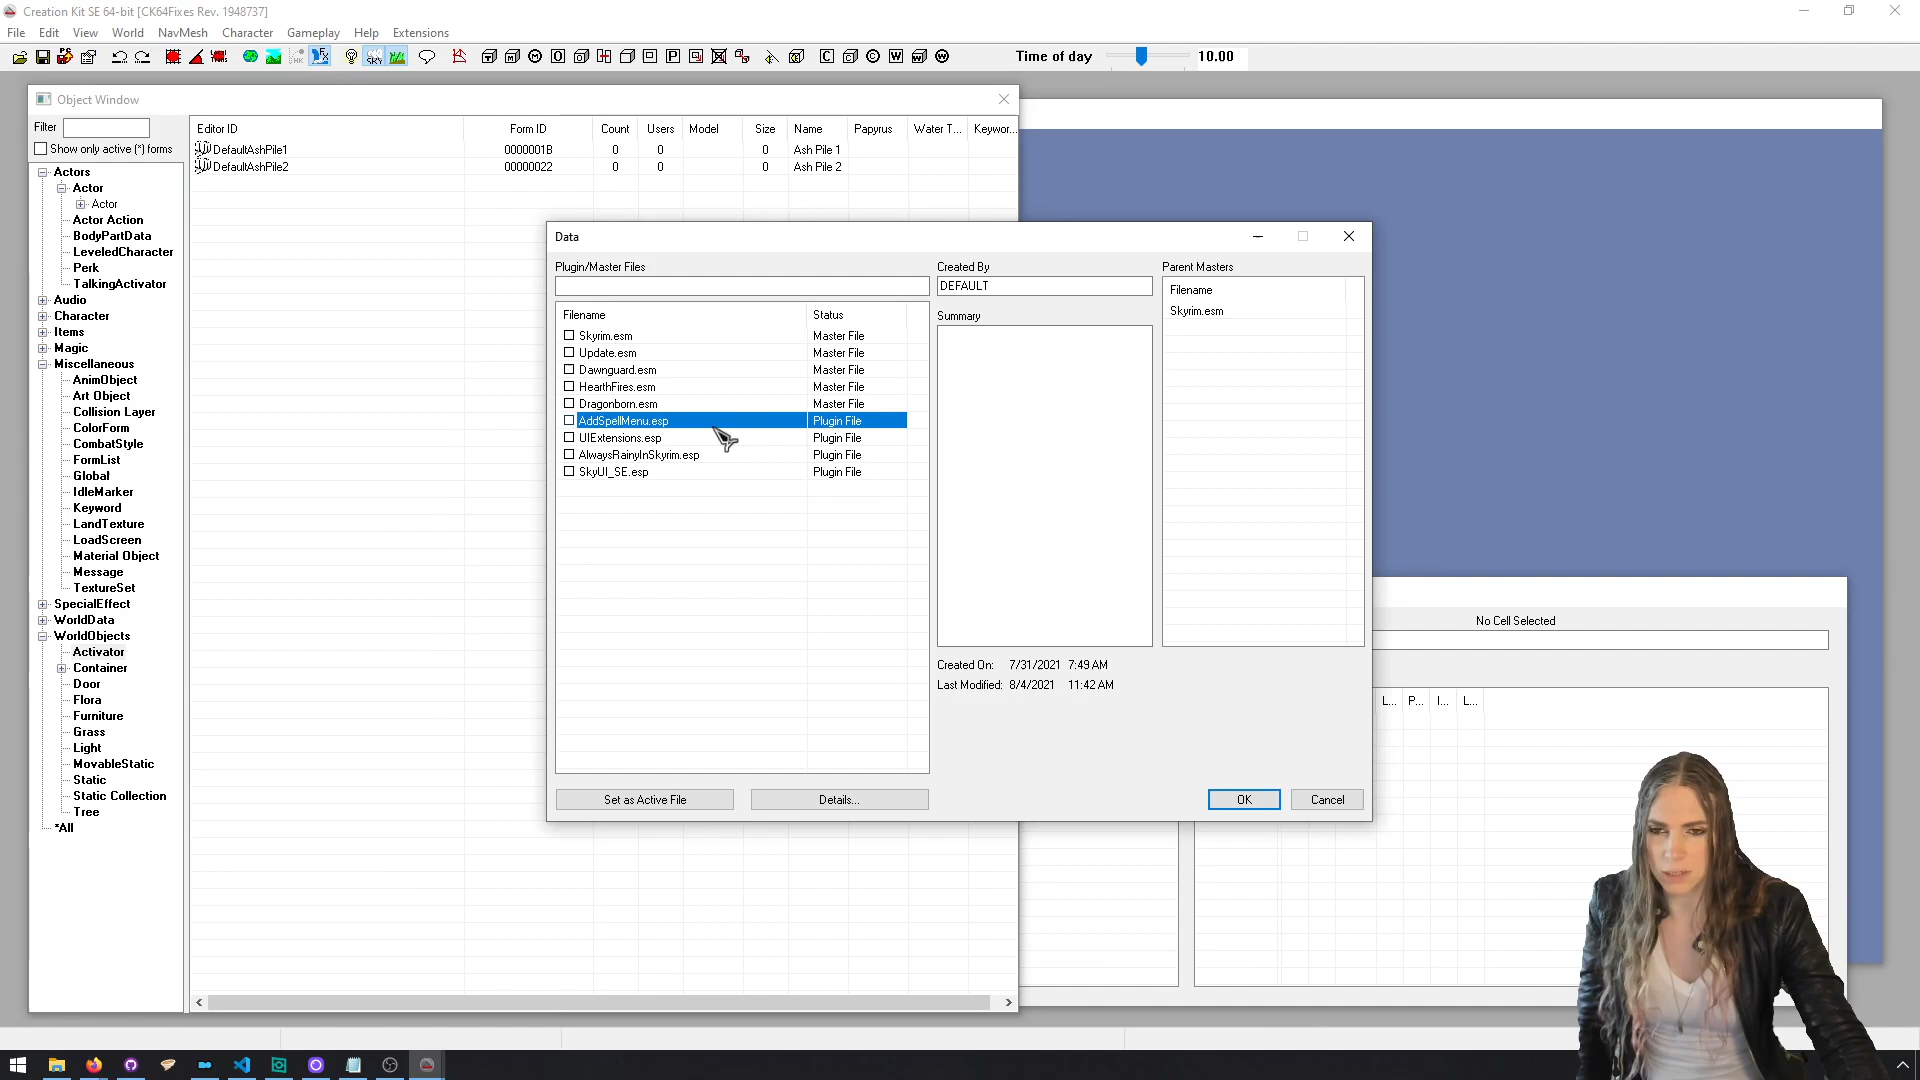 Creation Kit SE 64-bit [CK64Fixes Rev. 1948737]
File Edit View World NavMesh Character Gameplay Help Extensions
Time of day 10.00
Object Window
Filter
Show only active (*) forms
Editor ID Form ID Count Users Model Size Name Papyrus Water T... Keywor...
DefaultAshPile1 0000001B 0 0 0 Ash Pile 1
DefaultAshPile2 00000022 0 0 0 Ash Pile 2
Actors
Actor
Actor
Actor Action
BodyPartData
LeveledCharacter
Perk
TalkingActivator
Audio
Character
Items
Magic
Miscellaneous
AnimObject
Art Object
Collision Layer
ColorForm
CombatStyle
FormList
Global
IdleMarker
Keyword
LandTexture
LoadScreen
Material Object
Message
TextureSet
SpecialEffect
WorldData
WorldObjects
Activator
Container
Door
Flora
Furniture
Grass
Light
MovableStatic
Static
Static Collection
Tree
*All
Data
Plugin/Master Files
Filename Status
Skyrim.esm Master File
Update.esm Master File
Dawnguard.esm Master File
HearthFires.esm Master File
Dragonborn.esm Master File
AddSpellMenu.esp Plugin File
UIExtensions.esp Plugin File
AlwaysRainyInSkyrim.esp Plugin File
SkyUI_SE.esp Plugin File
Set as Active File Details...
Created By
DEFAULT
Summary
Created On: 7/31/2021 7:49 AM
Last Modified: 8/4/2021 11:42 AM
Parent Masters
Filename
Skyrim.esm
OK Cancel
No Cell Selected
L... P... I... L...